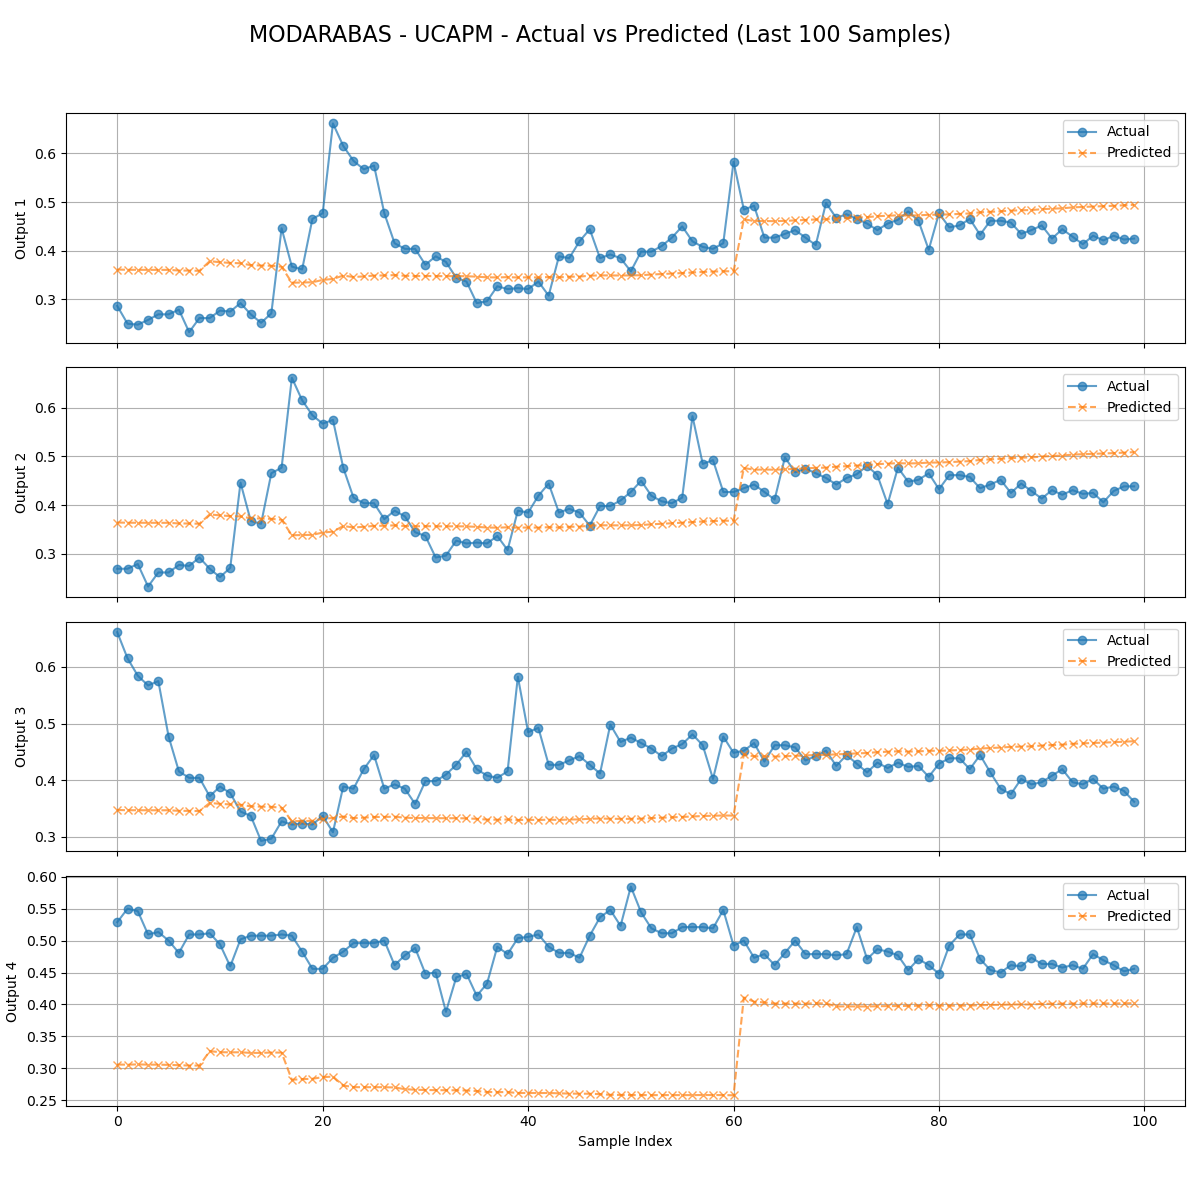 MODARABAS - UCAPM - Actual vs Predicted (Last 100 Samples)
Output 1
0.6
0.5
0.4
0.3
Actual
Predicted
Output 2
0.6
0.5
0.4
0.3
Actual
Predicted
Output 3
0.6
0.5
0.4
0.3
Actual
Predicted
Output 4
0.60
0.55
0.50
0.45
0.40
0.35
0.30
0.25
Actual
Predicted
0 20 40 60 80 100
Sample Index